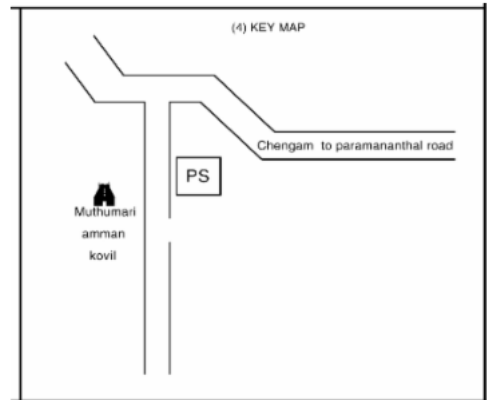 (4) KEY MAP
Chengam to paramananthal road
PS
Muthumari
amman
kovil